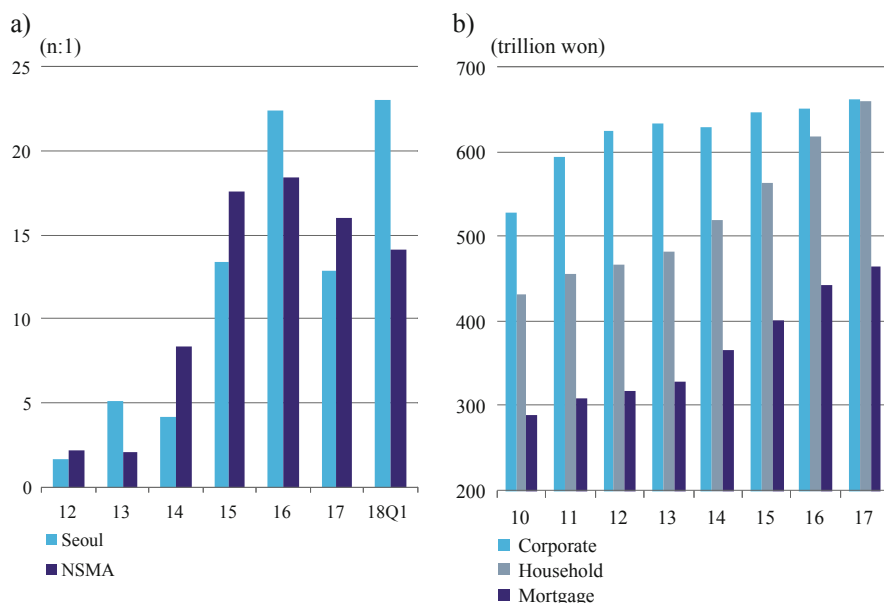 a)
(n:1)
25
20
15
10
5
0
12 13 14 15 16 17 18Q1
Seoul
NSMA
b)
(trillion won)
700
600
500
400
300
200
10 11 12 13 14 15 16 17
Corporate
Household
Mortgage